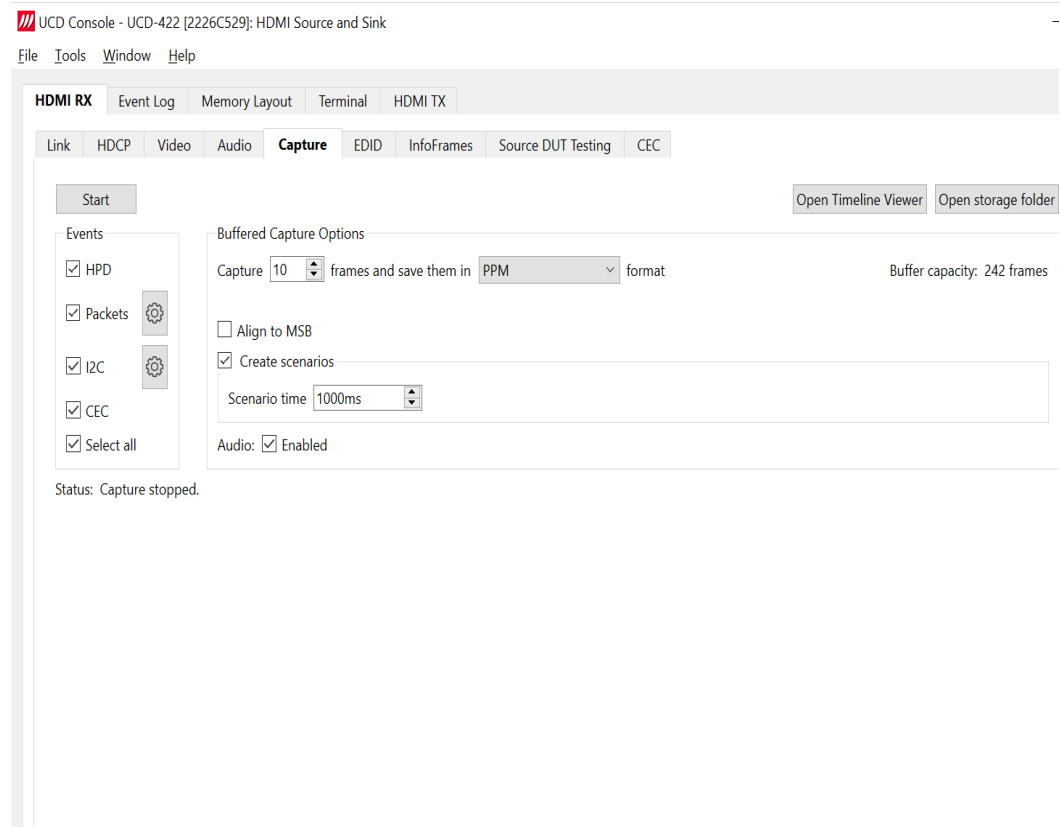 UCD Console - UCD-422 [2226C529]: HDMI Source and Sink
File Tools Window Help
HDMI RX Event Log Memory Layout Terminal HDMI TX
Link HDCP Video Audio Capture EDID InfoFrames Source DUT Testing CEC
Start Open Timeline Viewer Open storage folder
Events Buffered Capture Options
HPD Capture 10 frames and save them in PPM format Buffer capacity: 242 frames
Packets
Align to MSB
I2C Create scenarios
Scenario time 1000ms
CEC
Select all Audio: Enabled
Status: Capture stopped.